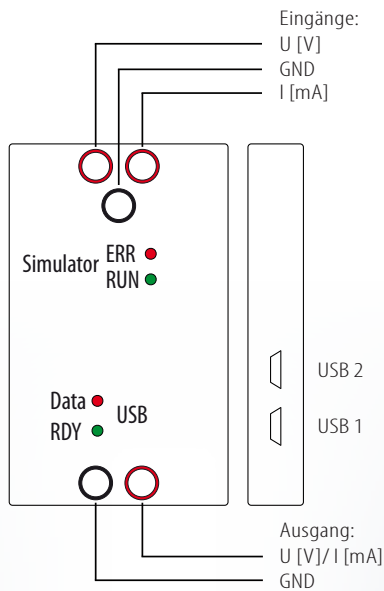 Eingänge:
U [V]
GND
I [mA]
Simulator
ERR
RUN
USB 2
Data
RDY
USB
USB 1
Ausgang:
U [V]/ I [mA]
GND